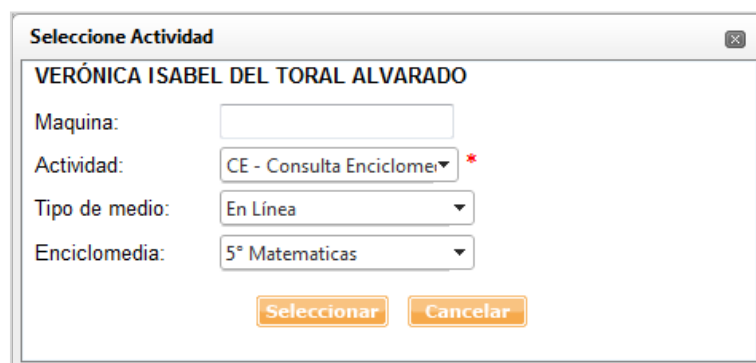 Seleccione Actividad
VERÓNICA ISABEL DEL TORAL ALVARADO
Maquina:
Actividad: CE - Consulta Enciclome *
Tipo de medio: En Línea
Enciclomedia: 5° Matematicas
Seleccionar Cancelar